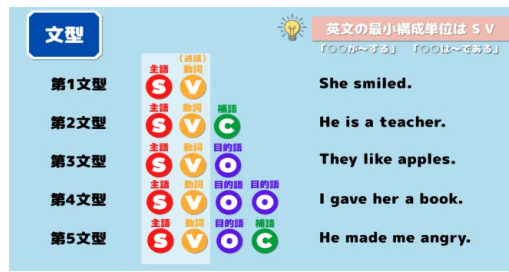 文型
英文の最小構成単位は S V
「○○が~する」 「○○は~である」
(述語)
主語 動詞
第1文型 S V She smiled.
主語 動詞 補語
第2文型 S V C He is a teacher.
主語 動詞 目的語
第3文型 S V O They like apples.
主語 動詞 目的語 目的語
第4文型 S V O O I gave her a book.
主語 動詞 目的語 補語
第5文型 S V O C He made me angry.